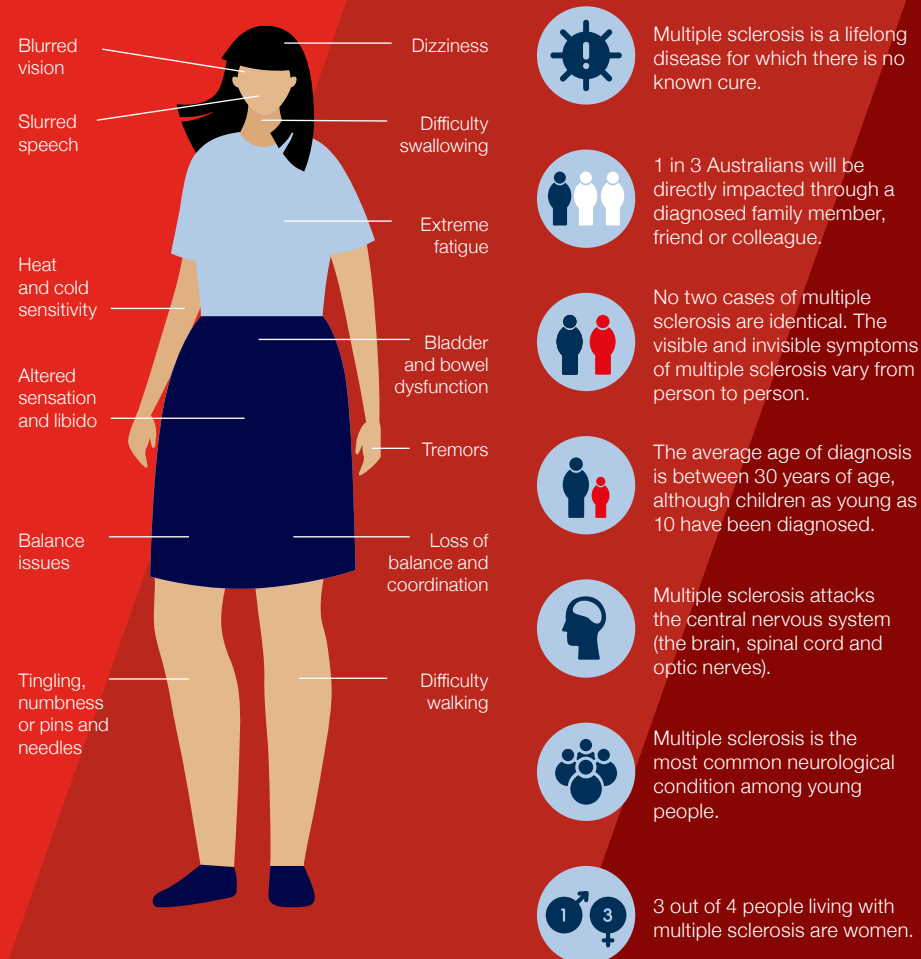 Blurred
vision
Slurred
speech
Heat
and cold
sensitivity
Altered
sensation
and libido
Balance
issues
Tingling,
numbness
or pins and
needles
Dizziness
Difficulty
swallowing
Extreme
fatigue
Bladder
and bowel
dysfunction
Tremors
Loss of
balance and
coordination
Difficulty
walking
!
Multiple sclerosis is a lifelong
disease for which there is no
known cure.
1 in 3 Australians will be
directly impacted through a
diagnosed family member,
friend or colleague.
No two cases of multiple
sclerosis are identical. The
visible and invisible symptoms
of multiple sclerosis vary from
person to person.
The average age of diagnosis
is between 30 years of age,
although children as young as
10 have been diagnosed.
Multiple sclerosis attacks
the central nervous system
(the brain, spinal cord and
optic nerves).
Multiple sclerosis is the
most common neurological
condition among young
people.
1 3
3 out of 4 people living with
multiple sclerosis are women.